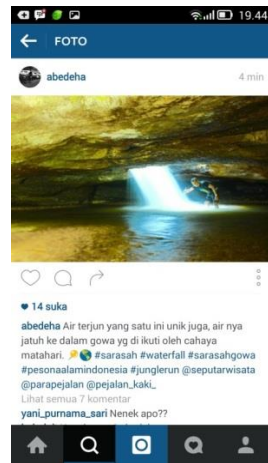 19.44
FOTO
abedeha 4 min
14 suka
abedeha Air terjun yang satu ini unik juga, air nya
jatuh ke dalam gowa yg di ikuti oleh cahaya
matahari. #sarasah #waterfall #sarasahgowa
#pesonaalamindonesia #junglerun @seputarwisata
@parapejalan @pejalan_kaki_
Lihat semua 7 komentar
yani_purnama_sari Nenek apo??